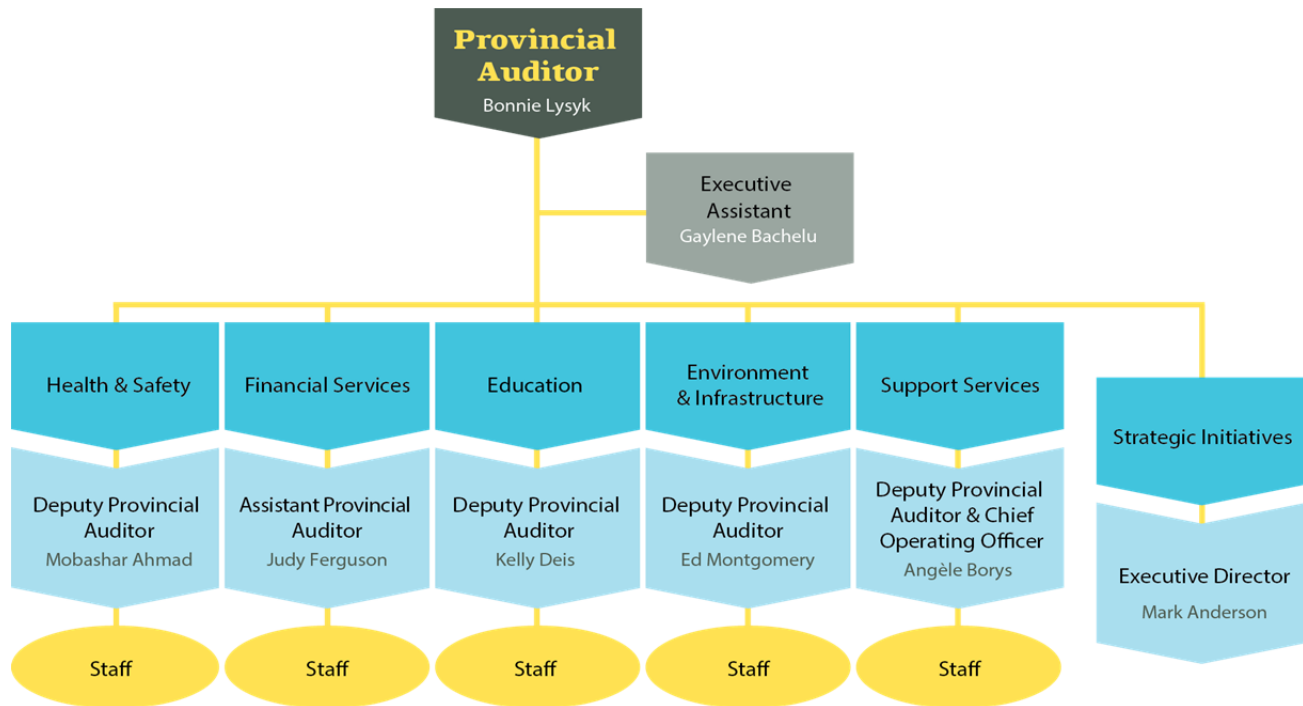 Provincial
Auditor
Bonnie Lysyk
Executive
Assistant
Gaylene Bachelu
Health & Safety
Financial Services
Education
Environment
& Infrastructure
Support Services
Strategic Initiatives
Deputy Provincial
Auditor
Mobashar Ahmad
Assistant Provincial
Auditor
Judy Ferguson
Deputy Provincial
Auditor
Kelly Deis
Deputy Provincial
Auditor
Ed Montgomery
Deputy Provincial
Auditor & Chief
Operating Officer
Angèle Borys
Executive Director
Mark Anderson
Staff
Staff
Staff
Staff
Staff